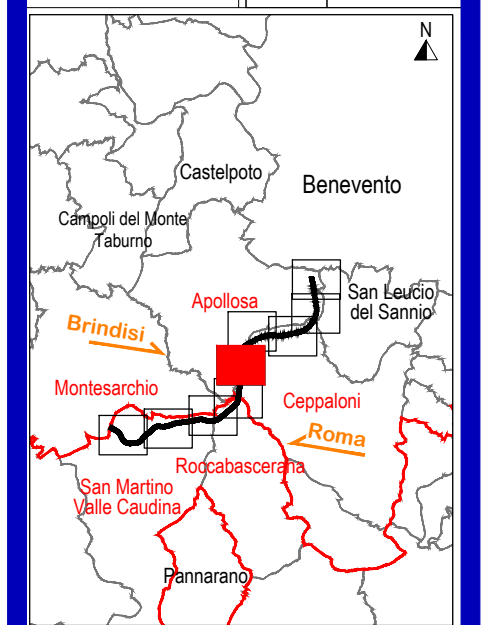 N
Castelpoto
Benevento
Campoli del Monte
Taburno
San Leucio
del Sannio
Apollosa
Brindisi
Montesarchio
Ceppaloni
Roma
Roccabascerana
San Martino
Valle Caudina
Pannarano